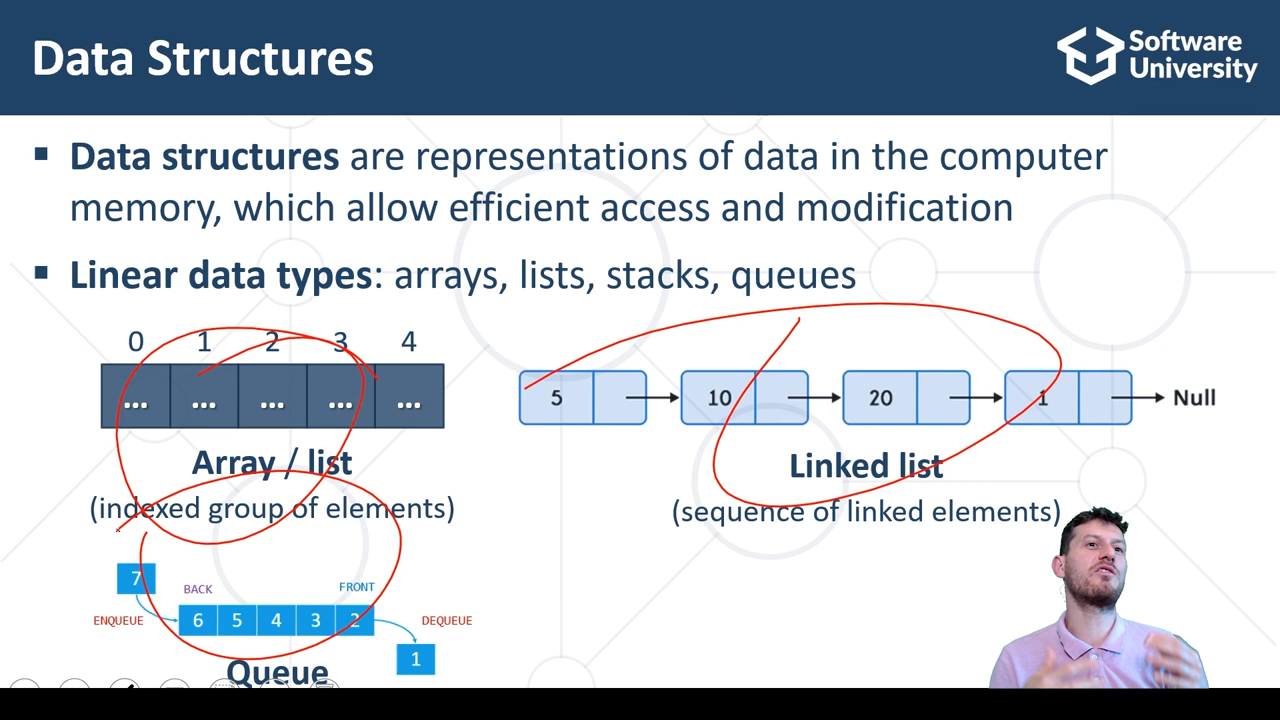 Data Structures
Software
University
▪ Data structures are representations of data in the computer
memory, which allow efficient access and modification
▪ Linear data types: arrays, lists, stacks, queues
0 1 2 3 4
... ... ... ... ...
Array / list
(indexed group of elements)
5 10 20 1 Null
Linked list
(sequence of linked elements)
7
BACK FRONT
ENQUEUE 6 5 4 3 2 DEQUEUE
1
Queue